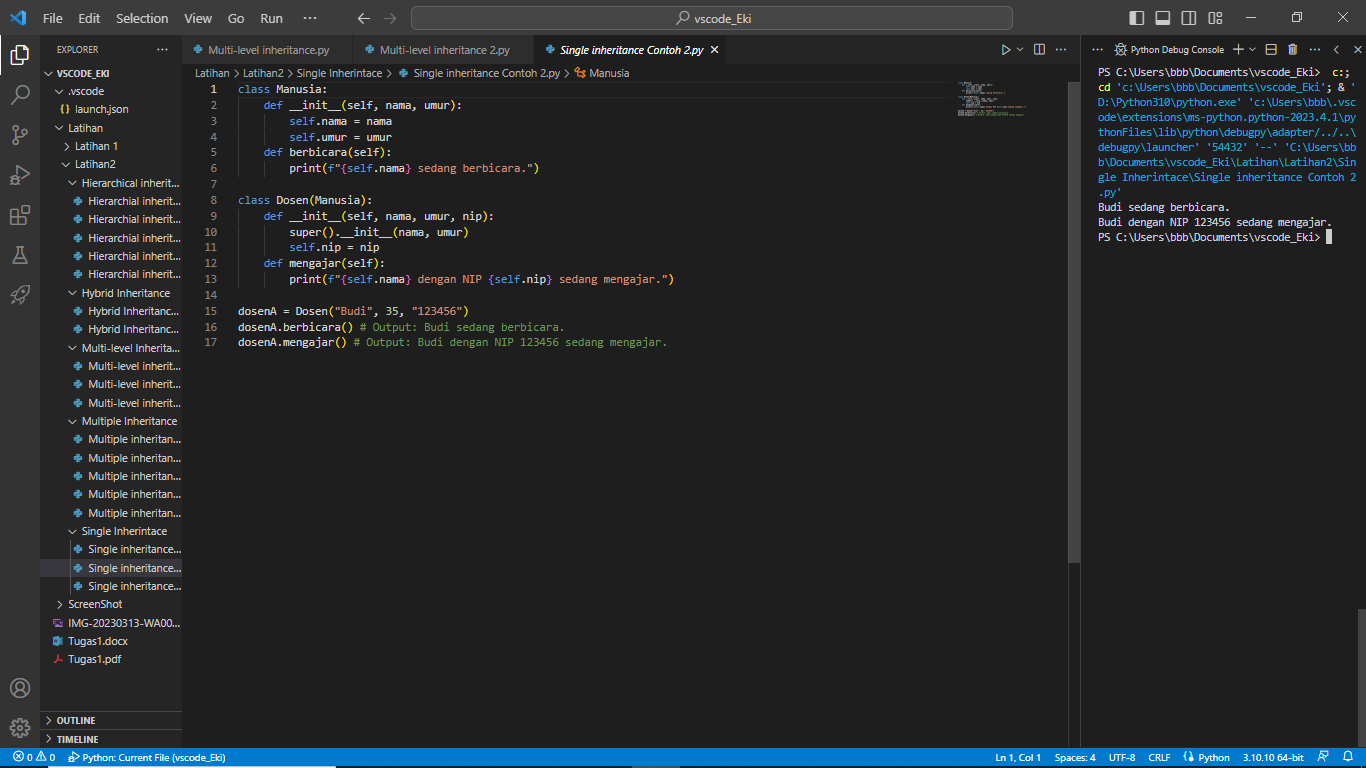 File Edit Selection View Go Run ··· vscode_Eki
EXPLORER ···
VSCODE_EKI
.vscode
launch.json
Latihan
Latihan 1
Latihan2
Hierarchical inherit...
Hierarchial inherit...
Hierarchial inherit...
Hierarchial inherit...
Hierarchial inherit...
Hierarchial inherit...
Hybrid Inheritance
Hybrid Inheritanc...
Hybrid Inheritanc...
Multi-level Inherita...
Multi-level inherit...
Multi-level inherit...
Multi-level inherit...
Multiple Inheritance
Multiple inheritan...
Multiple inheritan...
Multiple inheritan...
Multiple inheritan...
Multiple inheritan...
Single Inherintace
Single inheritance...
Single inheritance...
Single inheritance...
ScreenShot
IMG-20230313-WA00...
Tugas1.docx
Tugas1.pdf
OUTLINE
TIMELINE
Multi-level inheritance.py Multi-level inheritance 2.py Single inheritance Contoh 2.py
Latihan > Latihan2 > Single Inherintace > Single inheritance Contoh 2.py > Manusia
1 class Manusia:
2 def __init__(self, nama, umur):
3 self.nama = nama
4 self.umur = umur
5 def berbicara(self):
6 print(f"{self.nama} sedang berbicara.")
7
8 class Dosen(Manusia):
9 def __init__(self, nama, umur, nip):
10 super().__init__(nama, umur)
11 self.nip = nip
12 def mengajar(self):
13 print(f"{self.nama} dengan NIP {self.nip} sedang mengajar.")
14
15 dosenA = Dosen("Budi", 35, "123456")
16 dosenA.berbicara() # Output: Budi sedang berbicara.
17 dosenA.mengajar() # Output: Budi dengan NIP 123456 sedang mengajar.
Python Debug Console
PS C:\Users\bbb\Documents\vscode_Eki> c:;
cd 'c:\Users\bbb\Documents\vscode_Eki'; & '
D:\Python310\python.exe' 'c:\Users\bbb\.vsc
ode\extensions\ms-python.python-2023.4.1\py
thonFiles\lib\python\debugpy\adapter/../..\
debugpy\launcher' '54432' '--' 'C:\Users\bb
b\Documents\vscode_Eki\Latihan\Latihan2\Sin
gle Inherintace\Single inheritance Contoh 2
.py'
Budi sedang berbicara.
Budi dengan NIP 123456 sedang mengajar.
PS C:\Users\bbb\Documents\vscode_Eki>
0 0 Python: Current File (vscode_Eki) Ln 1, Col 1 Spaces: 4 UTF-8 CRLF Python 3.10.10 64-bit